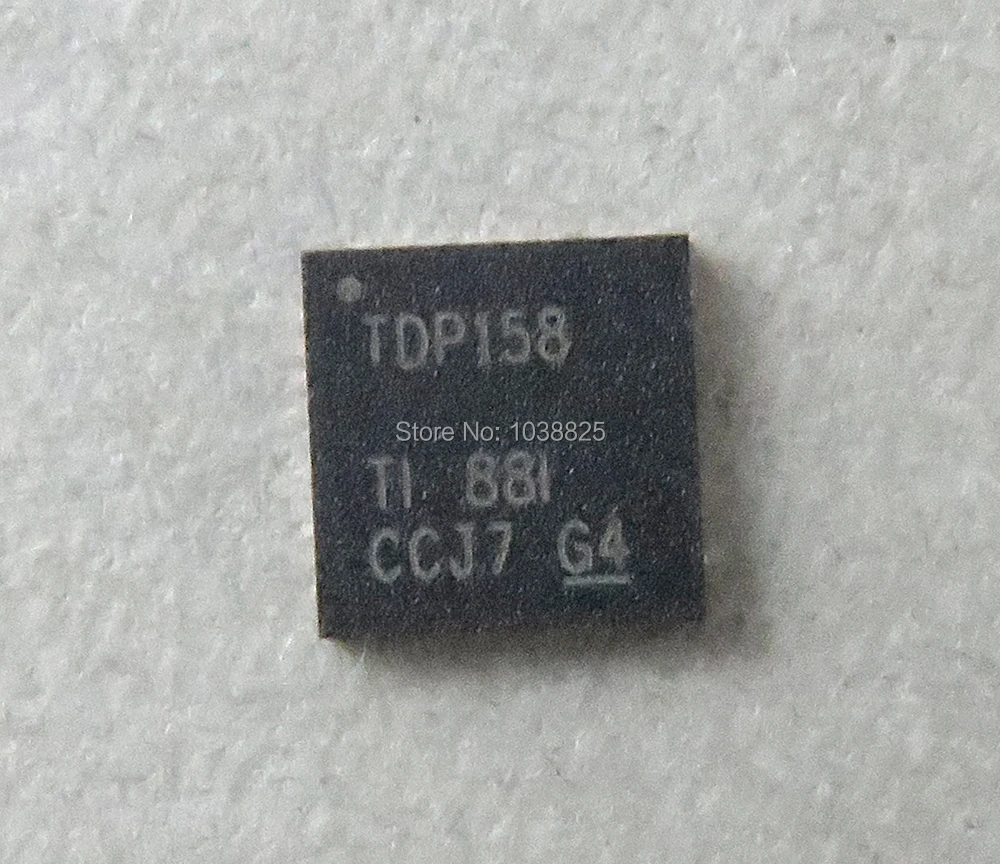 TDP158
Store No: 1038825
TI 88I
CCJ7 G4